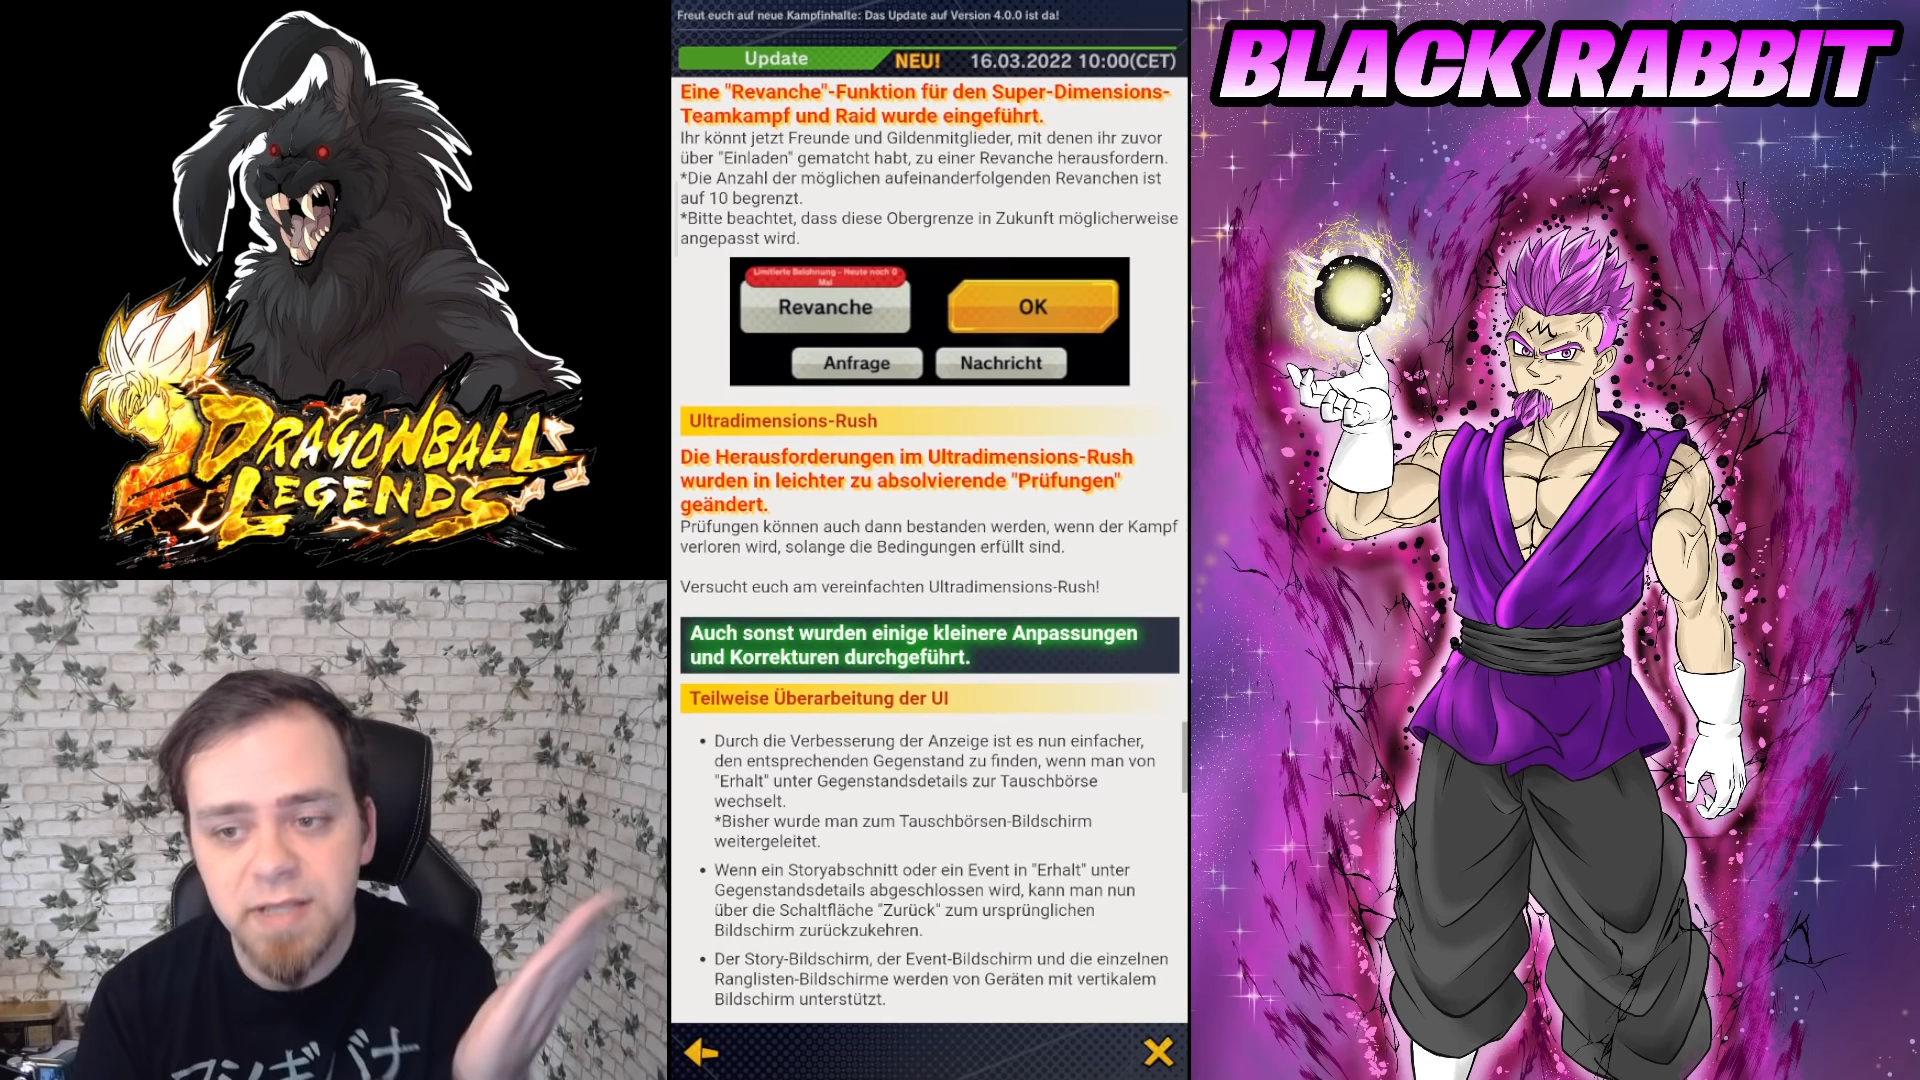 DRAGONBALL
LEGENDS
Freut euch auf neue Kampfinhalte: Das Update auf Version 4.0.0 ist da!
Update NEU! 16.03.2022 10:00(CET)
Eine "Revanche"-Funktion für den Super-Dimensions-
Teamkampf und Raid wurde eingeführt.
Ihr könnt jetzt Freunde und Gildenmitglieder, mit denen ihr zuvor
über "Einladen" gematcht habt, zu einer Revanche herausfordern.
*Die Anzahl der möglichen aufeinanderfolgenden Revanchen ist
auf 10 begrenzt.
*Bitte beachtet, dass diese Obergrenze in Zukunft möglicherweise
angepasst wird.
Limitierte Belohnung - Heute noch 0
Mal
Revanche OK
Anfrage Nachricht
Ultradimensions-Rush
Die Herausforderungen im Ultradimensions-Rush
wurden in leichter zu absolvierende "Prüfungen"
geändert.
Prüfungen können auch dann bestanden werden, wenn der Kampf
verloren wird, solange die Bedingungen erfüllt sind.
Versucht euch am vereinfachten Ultradimensions-Rush!
Auch sonst wurden einige kleinere Anpassungen
und Korrekturen durchgeführt.
Teilweise Überarbeitung der UI
• Durch die Verbesserung der Anzeige ist es nun einfacher,
den entsprechenden Gegenstand zu finden, wenn man von
"Erhalt" unter Gegenstandsdetails zur Tauschbörse
wechselt.
*Bisher wurde man zum Tauschbörsen-Bildschirm
weitergeleitet.
• Wenn ein Storyabschnitt oder ein Event in "Erhalt" unter
Gegenstandsdetails abgeschlossen wird, kann man nun
über die Schaltfläche "Zurück" zum ursprünglichen
Bildschirm zurückzukehren.
• Der Story-Bildschirm, der Event-Bildschirm und die einzelnen
Ranglisten-Bildschirme werden von Geräten mit vertikalem
Bildschirm unterstützt.
BLACK RABBIT